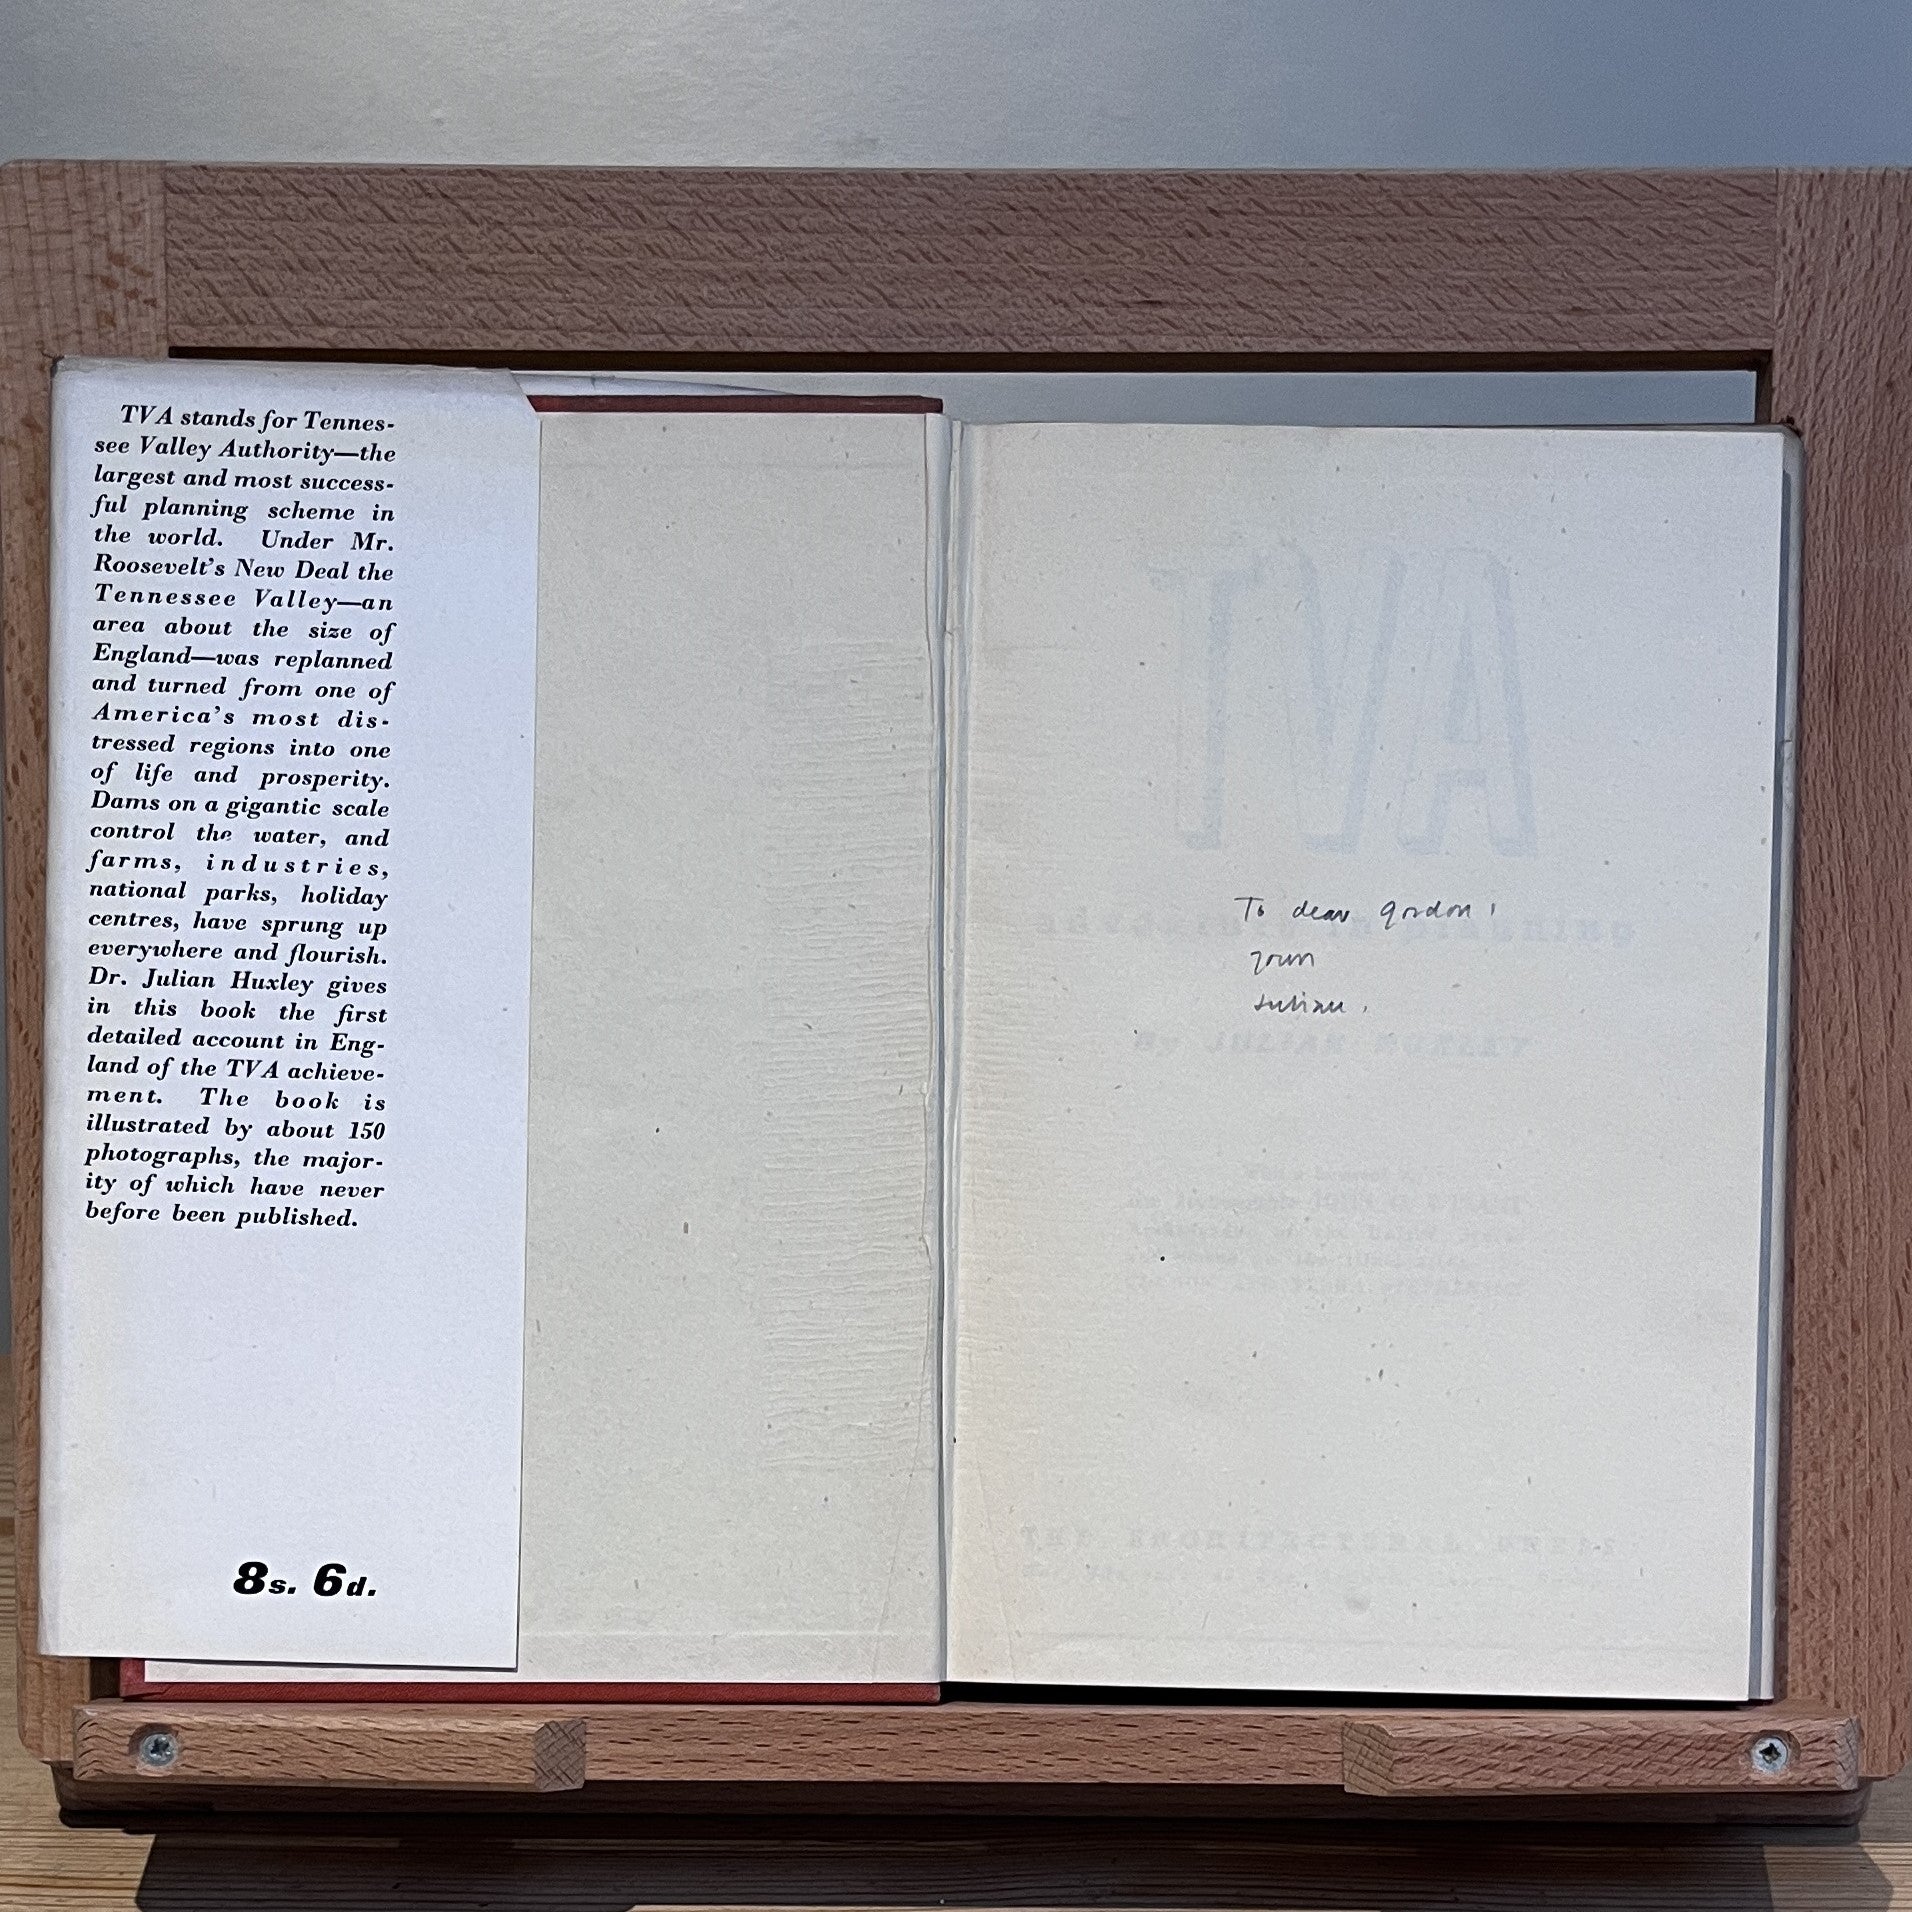 TVA stands for Tennes-
see Valley Authority—the
largest and most success-
ful planning scheme in
the world. Under Mr.
Roosevelt's New Deal the
Tennessee Valley—an
area about the size of
England—was replanned
and turned from one of
America's most dis-
tressed regions into one
of life and prosperity.
Dams on a gigantic scale
control the water, and
farms, industries,
national parks, holiday
centres, have sprung up
everywhere and flourish.
Dr. Julian Huxley gives
in this book the first
detailed account in Eng-
land of the TVA achieve-
ment. The book is
illustrated by about 150
photographs, the major-
ity of which have never
before been published.
8s. 6d.
TVA
To dear gordon,
Julian.
By JULIAN HUXLEY
THE ARCHITECTURAL PRESS